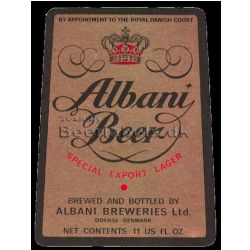 BY APPOINTMENT TO THE ROYAL DANISH COURT
Albani
Beer
SPECIAL EXPORT LAGER
BREWED AND BOTTLED BY
ALBANI BREWERIES Ltd.
ODENSE - DENMARK
NET CONTENTS 11 US FL OZ.